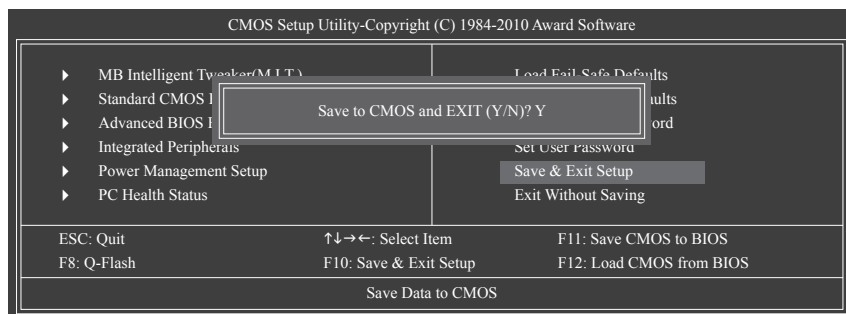 CMOS Setup Utility-Copyright (C) 1984-2010 Award Software
MB Intelligent Tweaker(M.I.T.)
Standard CMOS
Advanced BIOS
Integrated Peripherals
Power Management Setup
PC Health Status
Load Fail-Safe Defaults
Set User Password
Save & Exit Setup
Exit Without Saving
Save to CMOS and EXIT (Y/N)? Y
ESC: Quit
↑↓→←: Select Item
F11: Save CMOS to BIOS
F8: Q-Flash
F10: Save & Exit Setup
F12: Load CMOS from BIOS
Save Data to CMOS